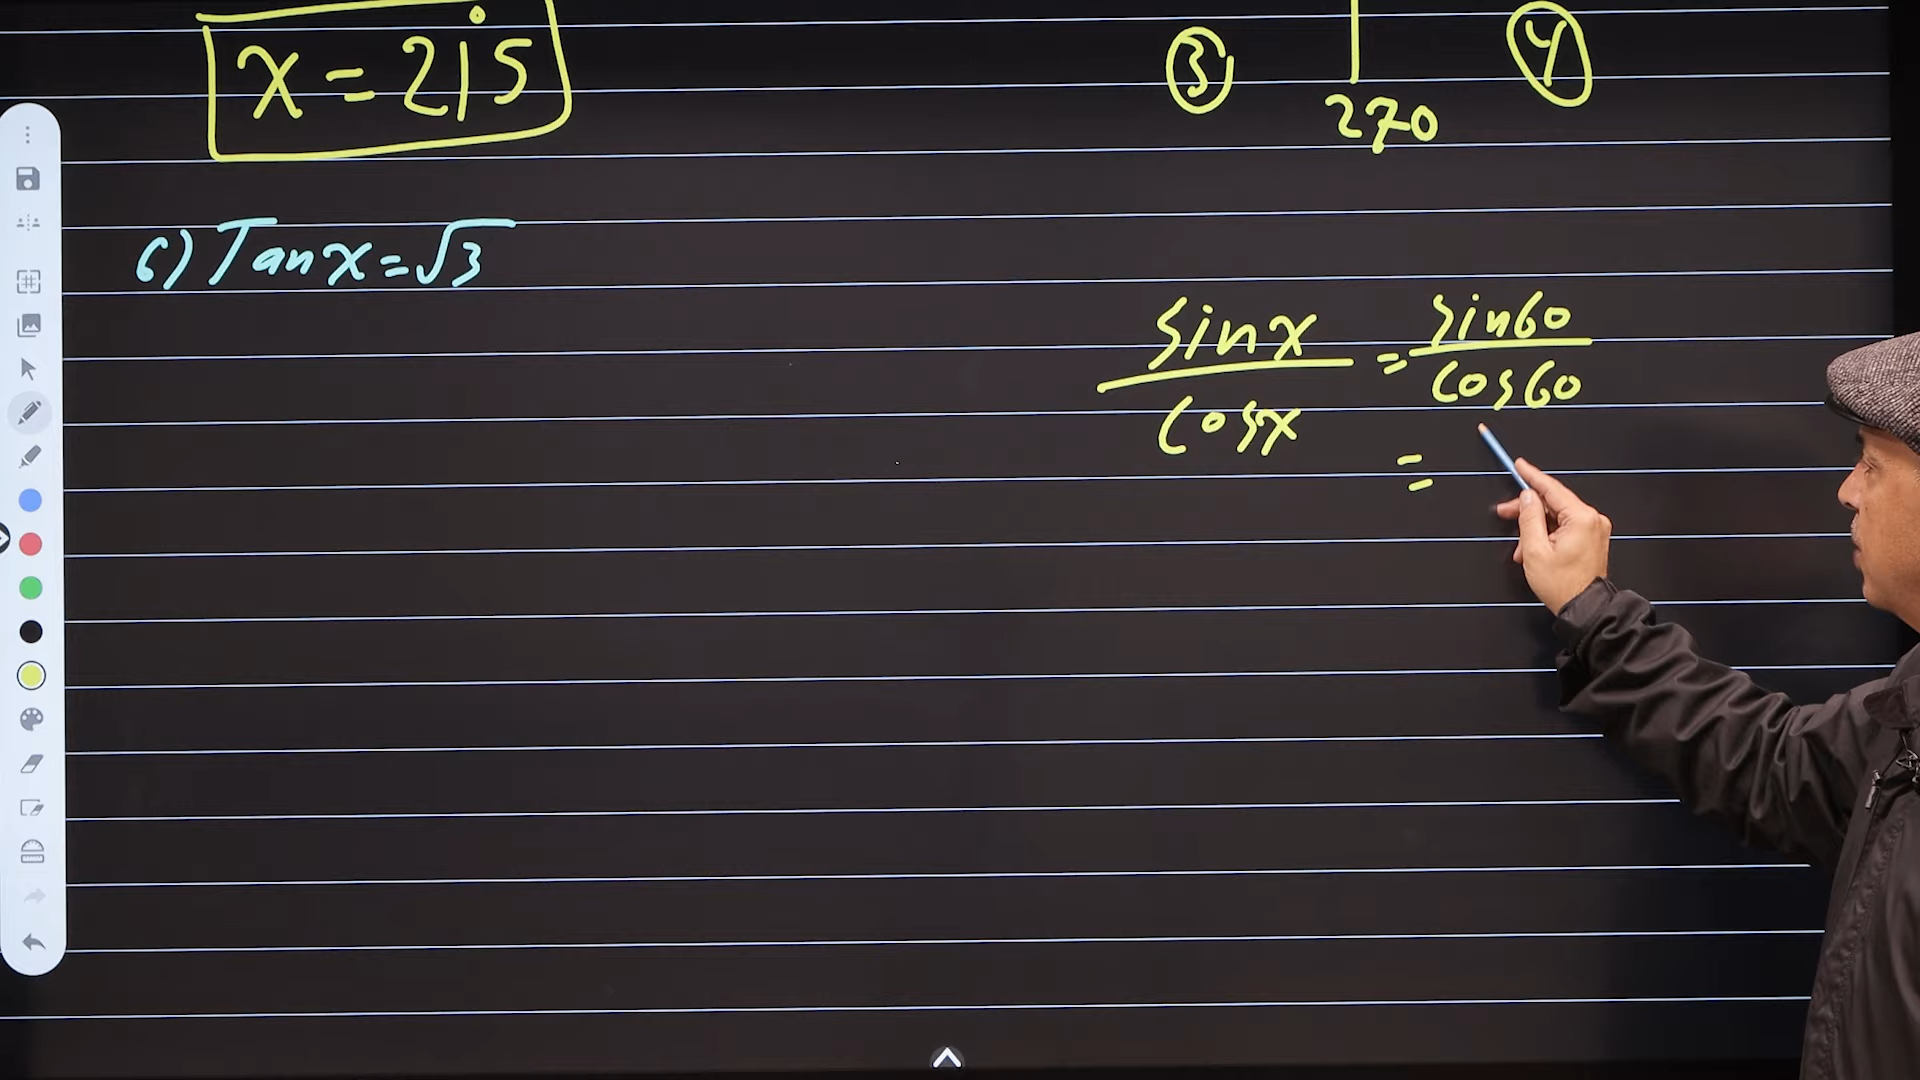 x = 215
3 4
270
c) Tan x = √3
sin x / cos x = sin 60 / cos 60
=